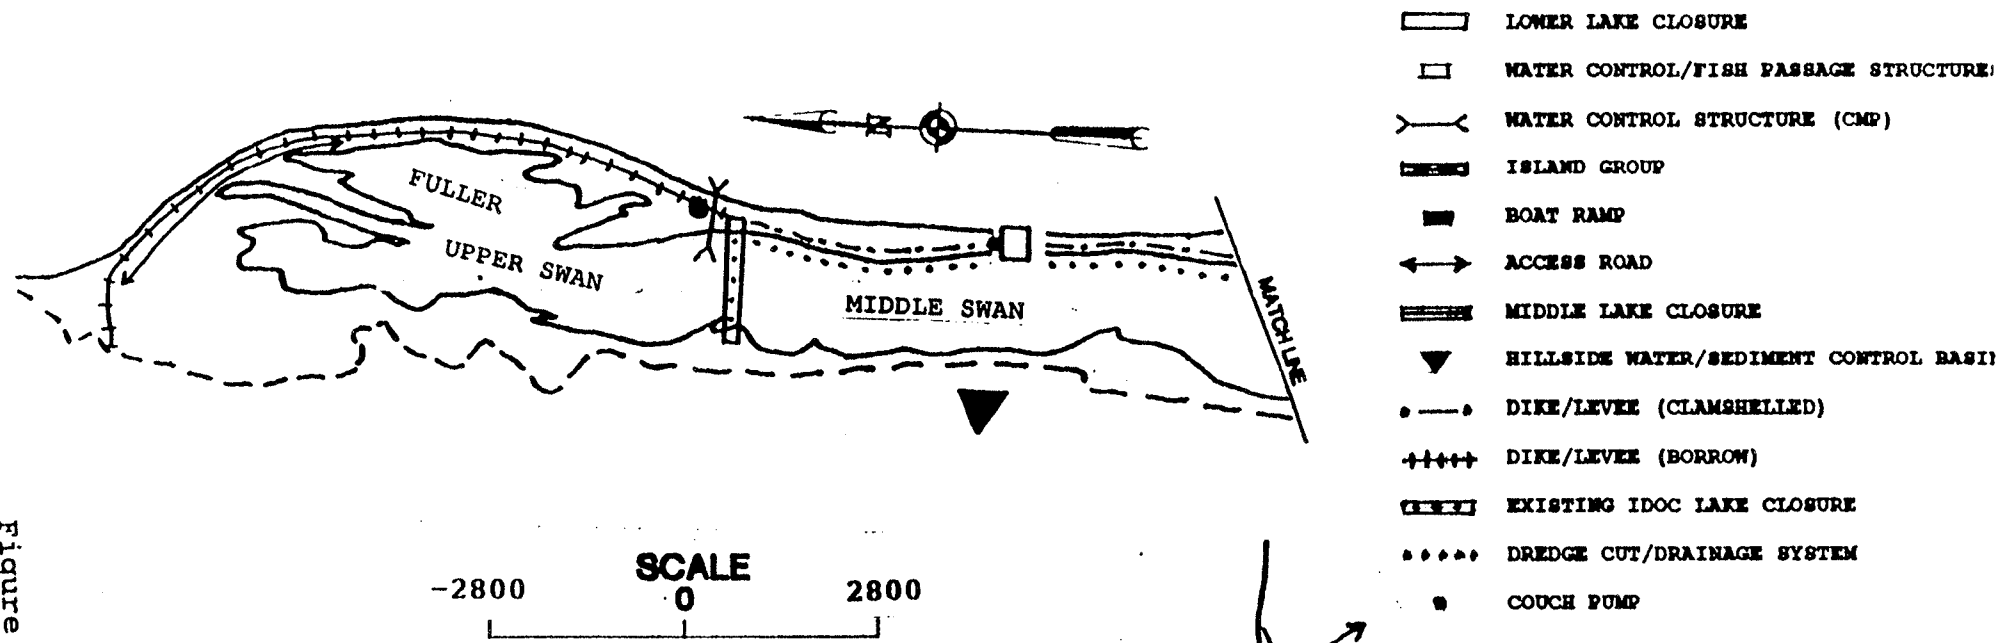 LOWER LAKE CLOSURE
WATER CONTROL/FISH PASSAGE STRUCTURE
WATER CONTROL STRUCTURE (CMP)
ISLAND GROUP
BOAT RAMP
ACCESS ROAD
MIDDLE LAKE CLOSURE
HILLSIDE WATER/SEDIMENT CONTROL BASI
DIKE/LEVEE (CLAMSHELLED)
DIKE/LEVEE (BORROW)
EXISTING IDOC LAKE CLOSURE
DREDGE CUT/DRAINAGE SYSTEM
COUCH PUMP
N
FULLER
UPPER SWAN
MIDDLE SWAN
MATCH LINE
SCALE
-2800 0 2800
Figure